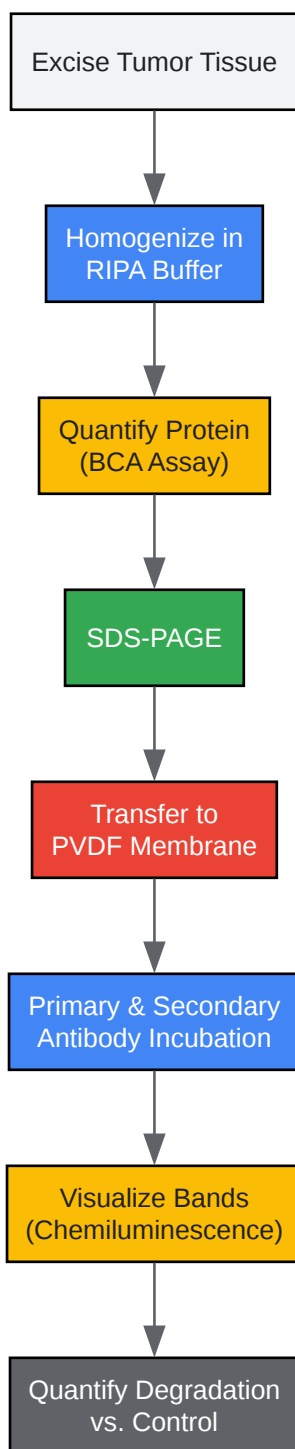 Excise Tumor Tissue
Homogenize in
RIPA Buffer
Quantify Protein
(BCA Assay)
SDS-PAGE
Transfer to
PVDF Membrane
Primary & Secondary
Antibody Incubation
Visualize Bands
(Chemiluminescence)
Quantify Degradation
vs. Control